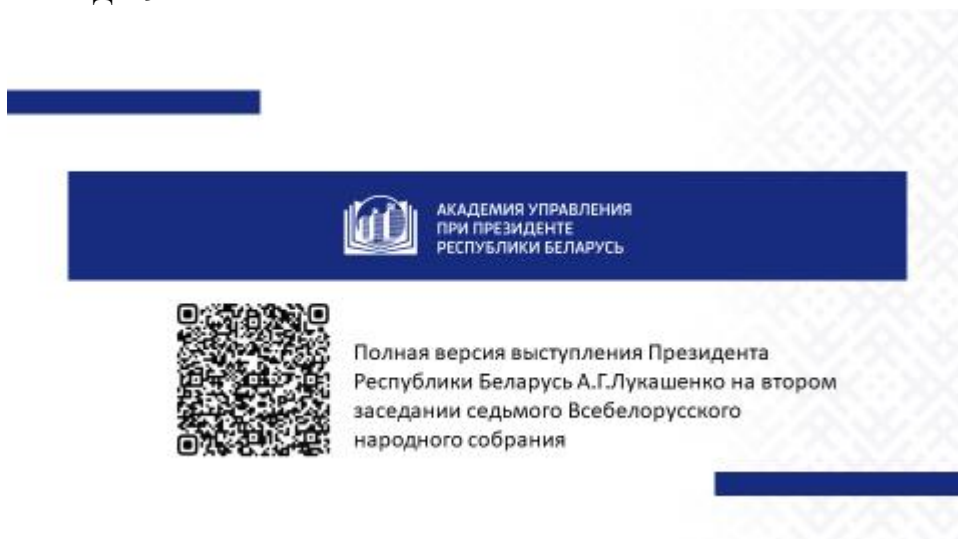 АКАДЕМИЯ УПРАВЛЕНИЯ
ПРИ ПРЕЗИДЕНТЕ
РЕСПУБЛИКИ БЕЛАРУСЬ
Полная версия выступления Президента
Республики Беларусь А.Г.Лукашенко на втором
заседании седьмого Всебелорусского
народного собрания